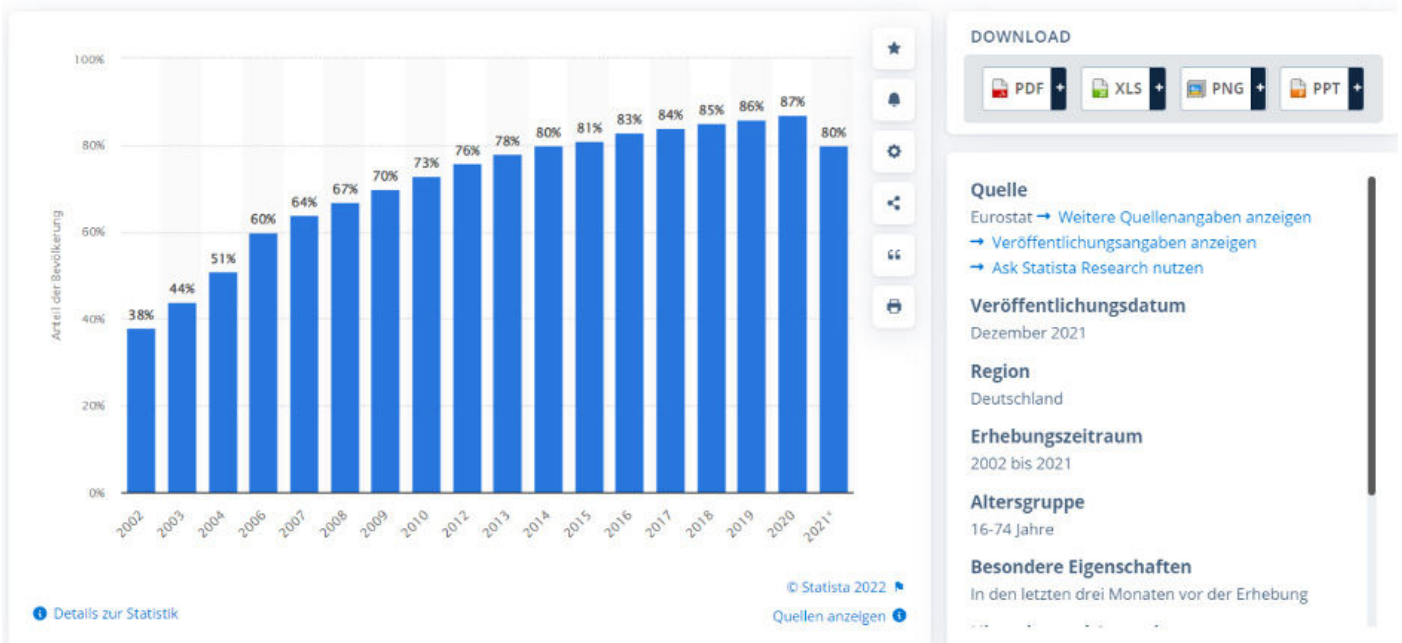 100%
80%
60%
40%
20%
0%
Anteil der Bevölkerung
38%
44%
51%
60%
64%
67%
70%
73%
76%
78%
80%
81%
83%
84%
85%
86%
87%
80%
2002
2003
2004
2006
2007
2008
2009
2010
2012
2013
2014
2015
2016
2017
2018
2019
2020
2021*
© Statista 2022
Details zur Statistik
Quellen anzeigen
DOWNLOAD
PDF + XLS + PNG + PPT +
Quelle
Eurostat → Weitere Quellenangaben anzeigen
→ Veröffentlichungsangaben anzeigen
→ Ask Statista Research nutzen
Veröffentlichungsdatum
Dezember 2021
Region
Deutschland
Erhebungszeitraum
2002 bis 2021
Altersgruppe
16-74 Jahre
Besondere Eigenschaften
In den letzten drei Monaten vor der Erhebung